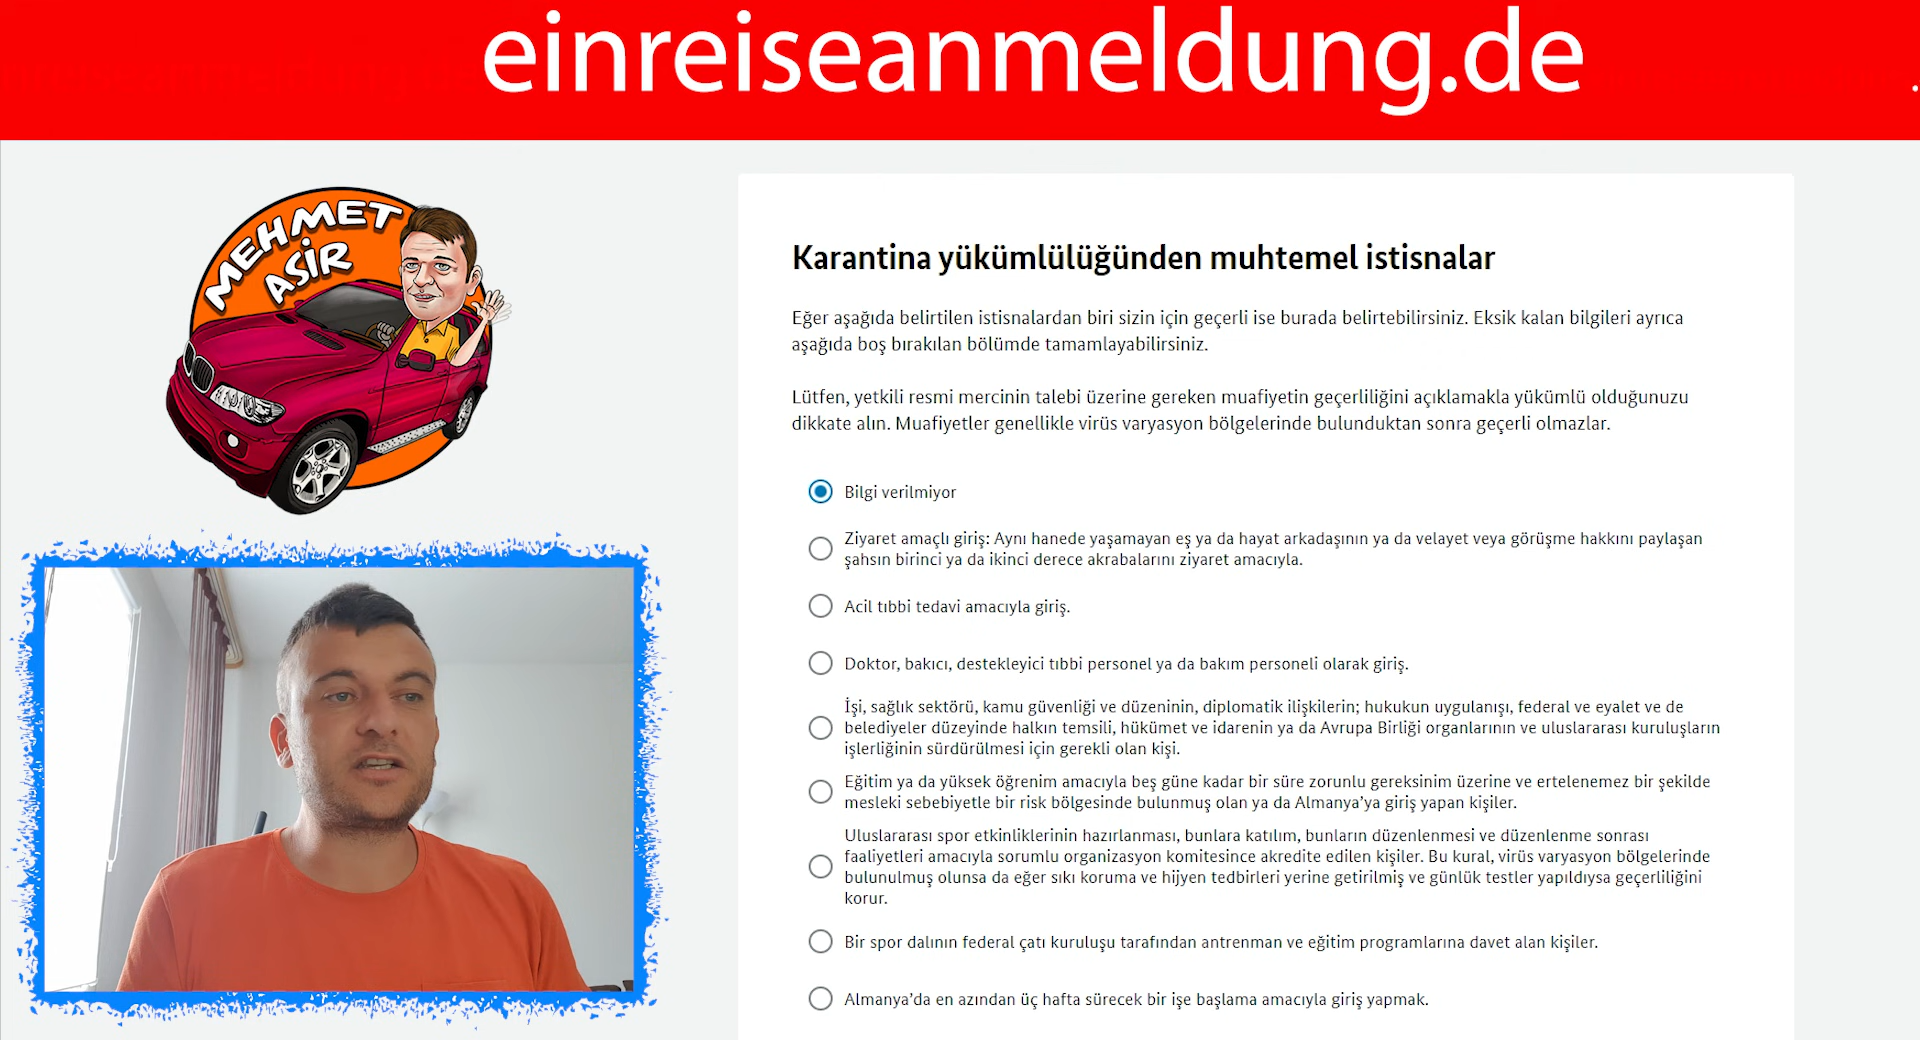 einreiseanmeldung.de
MEHMET
ASİR
Karantina yükümlülüğünden muhtemel istisnalar
Eğer aşağıda belirtilen istisnalardan biri sizin için geçerli ise burada belirtebilirsiniz. Eksik kalan bilgileri ayrıca
aşağıda boş bırakılan bölümde tamamlayabilirsiniz.
Lütfen, yetkili resmi mercinin talebi üzerine gereken muafiyetin geçerliliğini açıklamakla yükümlü olduğunuzu
dikkate alın. Muafiyetler genellikle virüs varyasyon bölgelerinde bulunduktan sonra geçerli olmazlar.
Bilgi verilmiyor
Ziyaret amaçlı giriş: Aynı hanede yaşamayan eş ya da hayat arkadaşının ya da velayet veya görüşme hakkını paylaşan
şahsın birinci ya da ikinci derece akrabalarını ziyaret amacıyla.
Acil tıbbi tedavi amacıyla giriş.
Doktor, bakıcı, destekleyici tıbbi personel ya da bakım personeli olarak giriş.
İşi, sağlık sektörü, kamu güvenliği ve düzeninin, diplomatik ilişkilerin; hukukun uygulanışı, federal ve eyalet ve de
belediyeler düzeyinde halkın temsili, hükümet ve idarenin ya da Avrupa Birliği organlarının ve uluslararası kuruluşların
işlerliğinin sürdürülmesi için gerekli olan kişi.
Eğitim ya da yüksek öğrenim amacıyla beş güne kadar bir süre zorunlu gereksinim üzerine ve ertelenemez bir şekilde
mesleki sebebiyetle bir risk bölgesinde bulunmuş olan ya da Almanya'ya giriş yapan kişiler.
Uluslararası spor etkinliklerinin hazırlanması, bunlara katılım, bunların düzenlenmesi ve düzenlenme sonrası
faaliyetleri amacıyla sorumlu organizasyon komitesince akredite edilen kişiler. Bu kural, virüs varyasyon bölgelerinde
bulunulmuş olunsa da eğer sıkı koruma ve hijyen tedbirleri yerine getirilmiş ve günlük testler yapıldıysa geçerliliğini
korur.
Bir spor dalının federal çatı kuruluşu tarafından antrenman ve eğitim programlarına davet alan kişiler.
Almanya'da en azından üç hafta sürecek bir işe başlama amacıyla giriş yapmak.